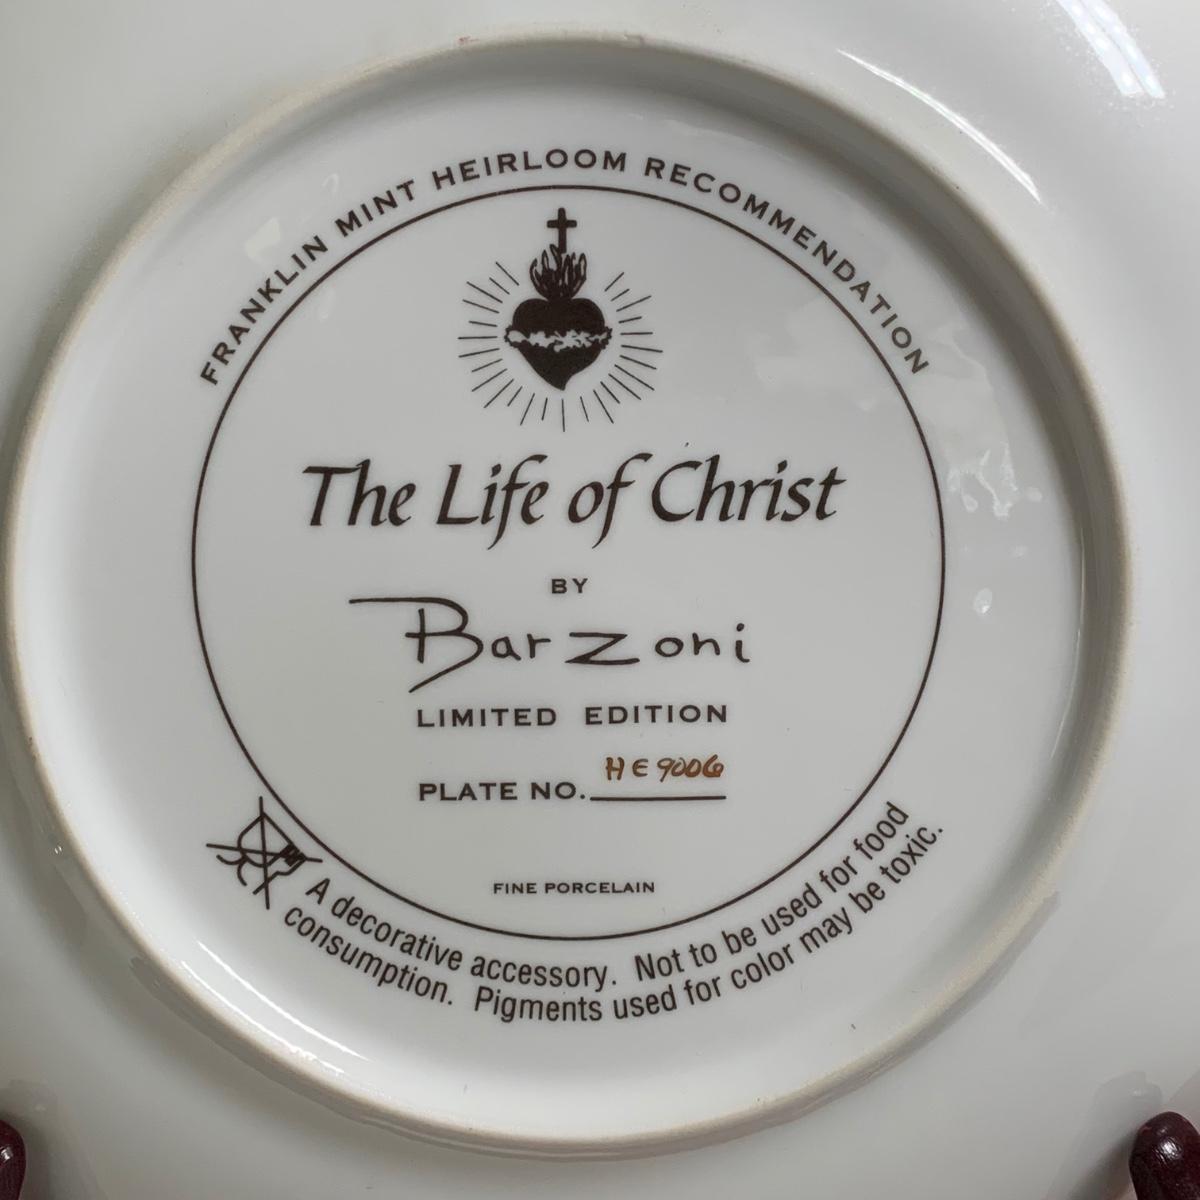 FRANKLIN MINT HEIRLOOM RECOMMENDATION
The Life of Christ
BY
Barzoni
LIMITED EDITION
PLATE NO. HE9006
FINE PORCELAIN
A decorative accessory. Not to be used for food
consumption. Pigments used for color may be toxic.